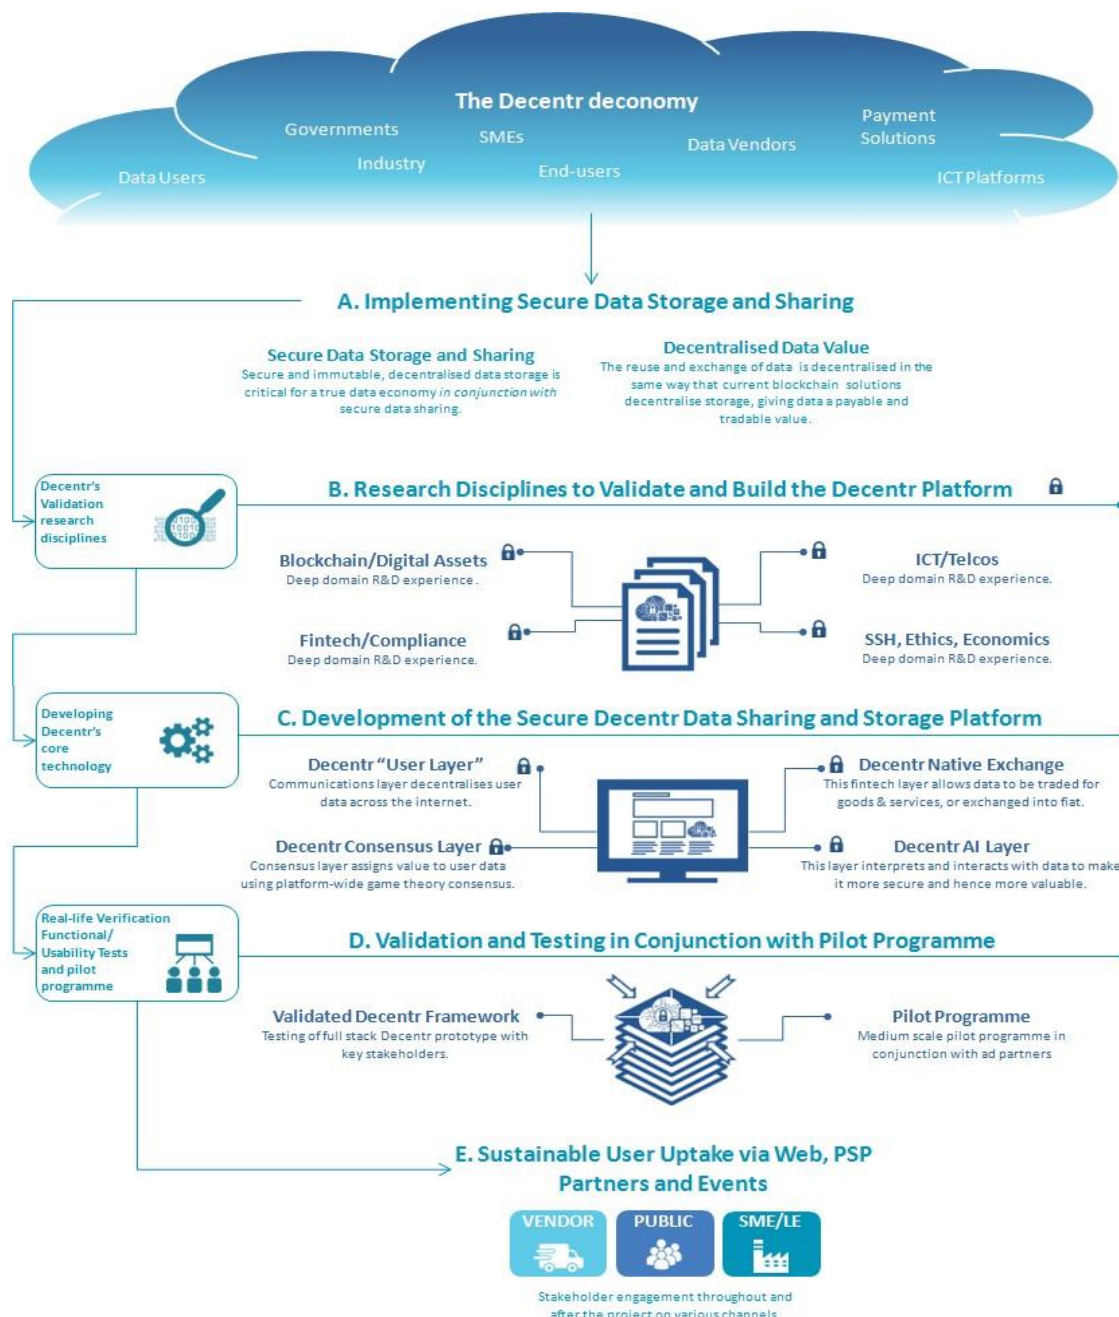 The Decentr deconomy
Governments
SMEs
Payment
Solutions
Industry
Data Vendors
End-users
Data Users
ICT Platforms
A. Implementing Secure Data Storage and Sharing
Secure Data Storage and Sharing
Secure and immutable, decentralised data storage is
critical for a true data economy in conjunction with
secure data sharing.
Decentralised Data Value
The reuse and exchange of data is decentralised in the
same way that current blockchain solutions
decentralise storage, giving data a payable and
tradable value.
Decentr's
Validation
research
disciplines
B. Research Disciplines to Validate and Build the Decentr Platform
Blockchain/Digital Assets
Deep domain R&D experience .
ICT/Telcos
Deep domain R&D experience.
Fintech/Compliance
Deep domain R&D experience.
SSH, Ethics, Economics
Deep domain R&D experience.
Developing
Decentr's
core
technology
C. Development of the Secure Decentr Data Sharing and Storage Platform
Decentr “User Layer”
Communications layer decentralises user
data across the internet.
Decentr Native Exchange
This fintech layer allows data to be traded for
goods & services, or exchanged into fiat.
Decentr Consensus Layer
Consensus layer assigns value to user data
using platform-wide game theory consensus.
Decentr AI Layer
This layer interprets and interacts with data to make
it more secure and hence more valuable.
Real-life Verification
Functional/
Usability Tests
and pilot
programme
D. Validation and Testing in Conjunction with Pilot Programme
Validated Decentr Framework
Testing of full stack Decentr prototype with
key stakeholders.
Pilot Programme
Medium scale pilot programme in
conjunction with ad partners
E. Sustainable User Uptake via Web, PSP
Partners and Events
VENDOR
PUBLIC
SME/LE
Stakeholder engagement throughout and
after the project on various channels